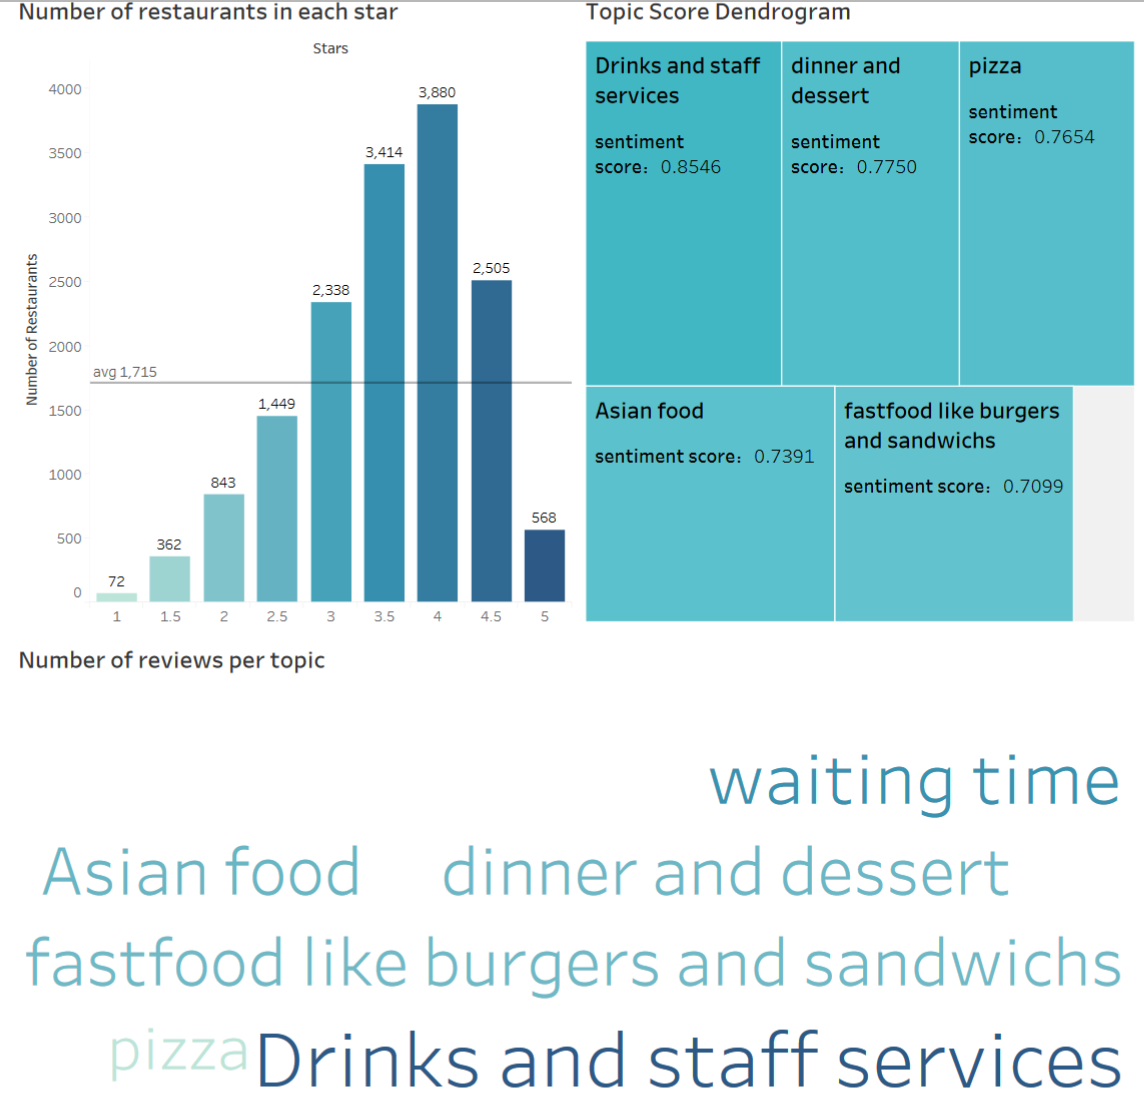 Number of restaurants in each star
Stars
Number of Restaurants
4000
3500
3000
2500
2000
1500
1000
500
0
avg 1,715
72
362
843
1,449
2,338
3,414
3,880
2,505
568
1
1.5
2
2.5
3
3.5
4
4.5
5
Topic Score Dendrogram
Drinks and staff
services
sentiment
score: 0.8546
dinner and
dessert
sentiment
score: 0.7750
pizza
sentiment
score: 0.7654
Asian food
sentiment score: 0.7391
fastfood like burgers
and sandwichs
sentiment score: 0.7099
Number of reviews per topic
waiting time
Asian food
dinner and dessert
fastfood like burgers and sandwichs
pizza
Drinks and staff services